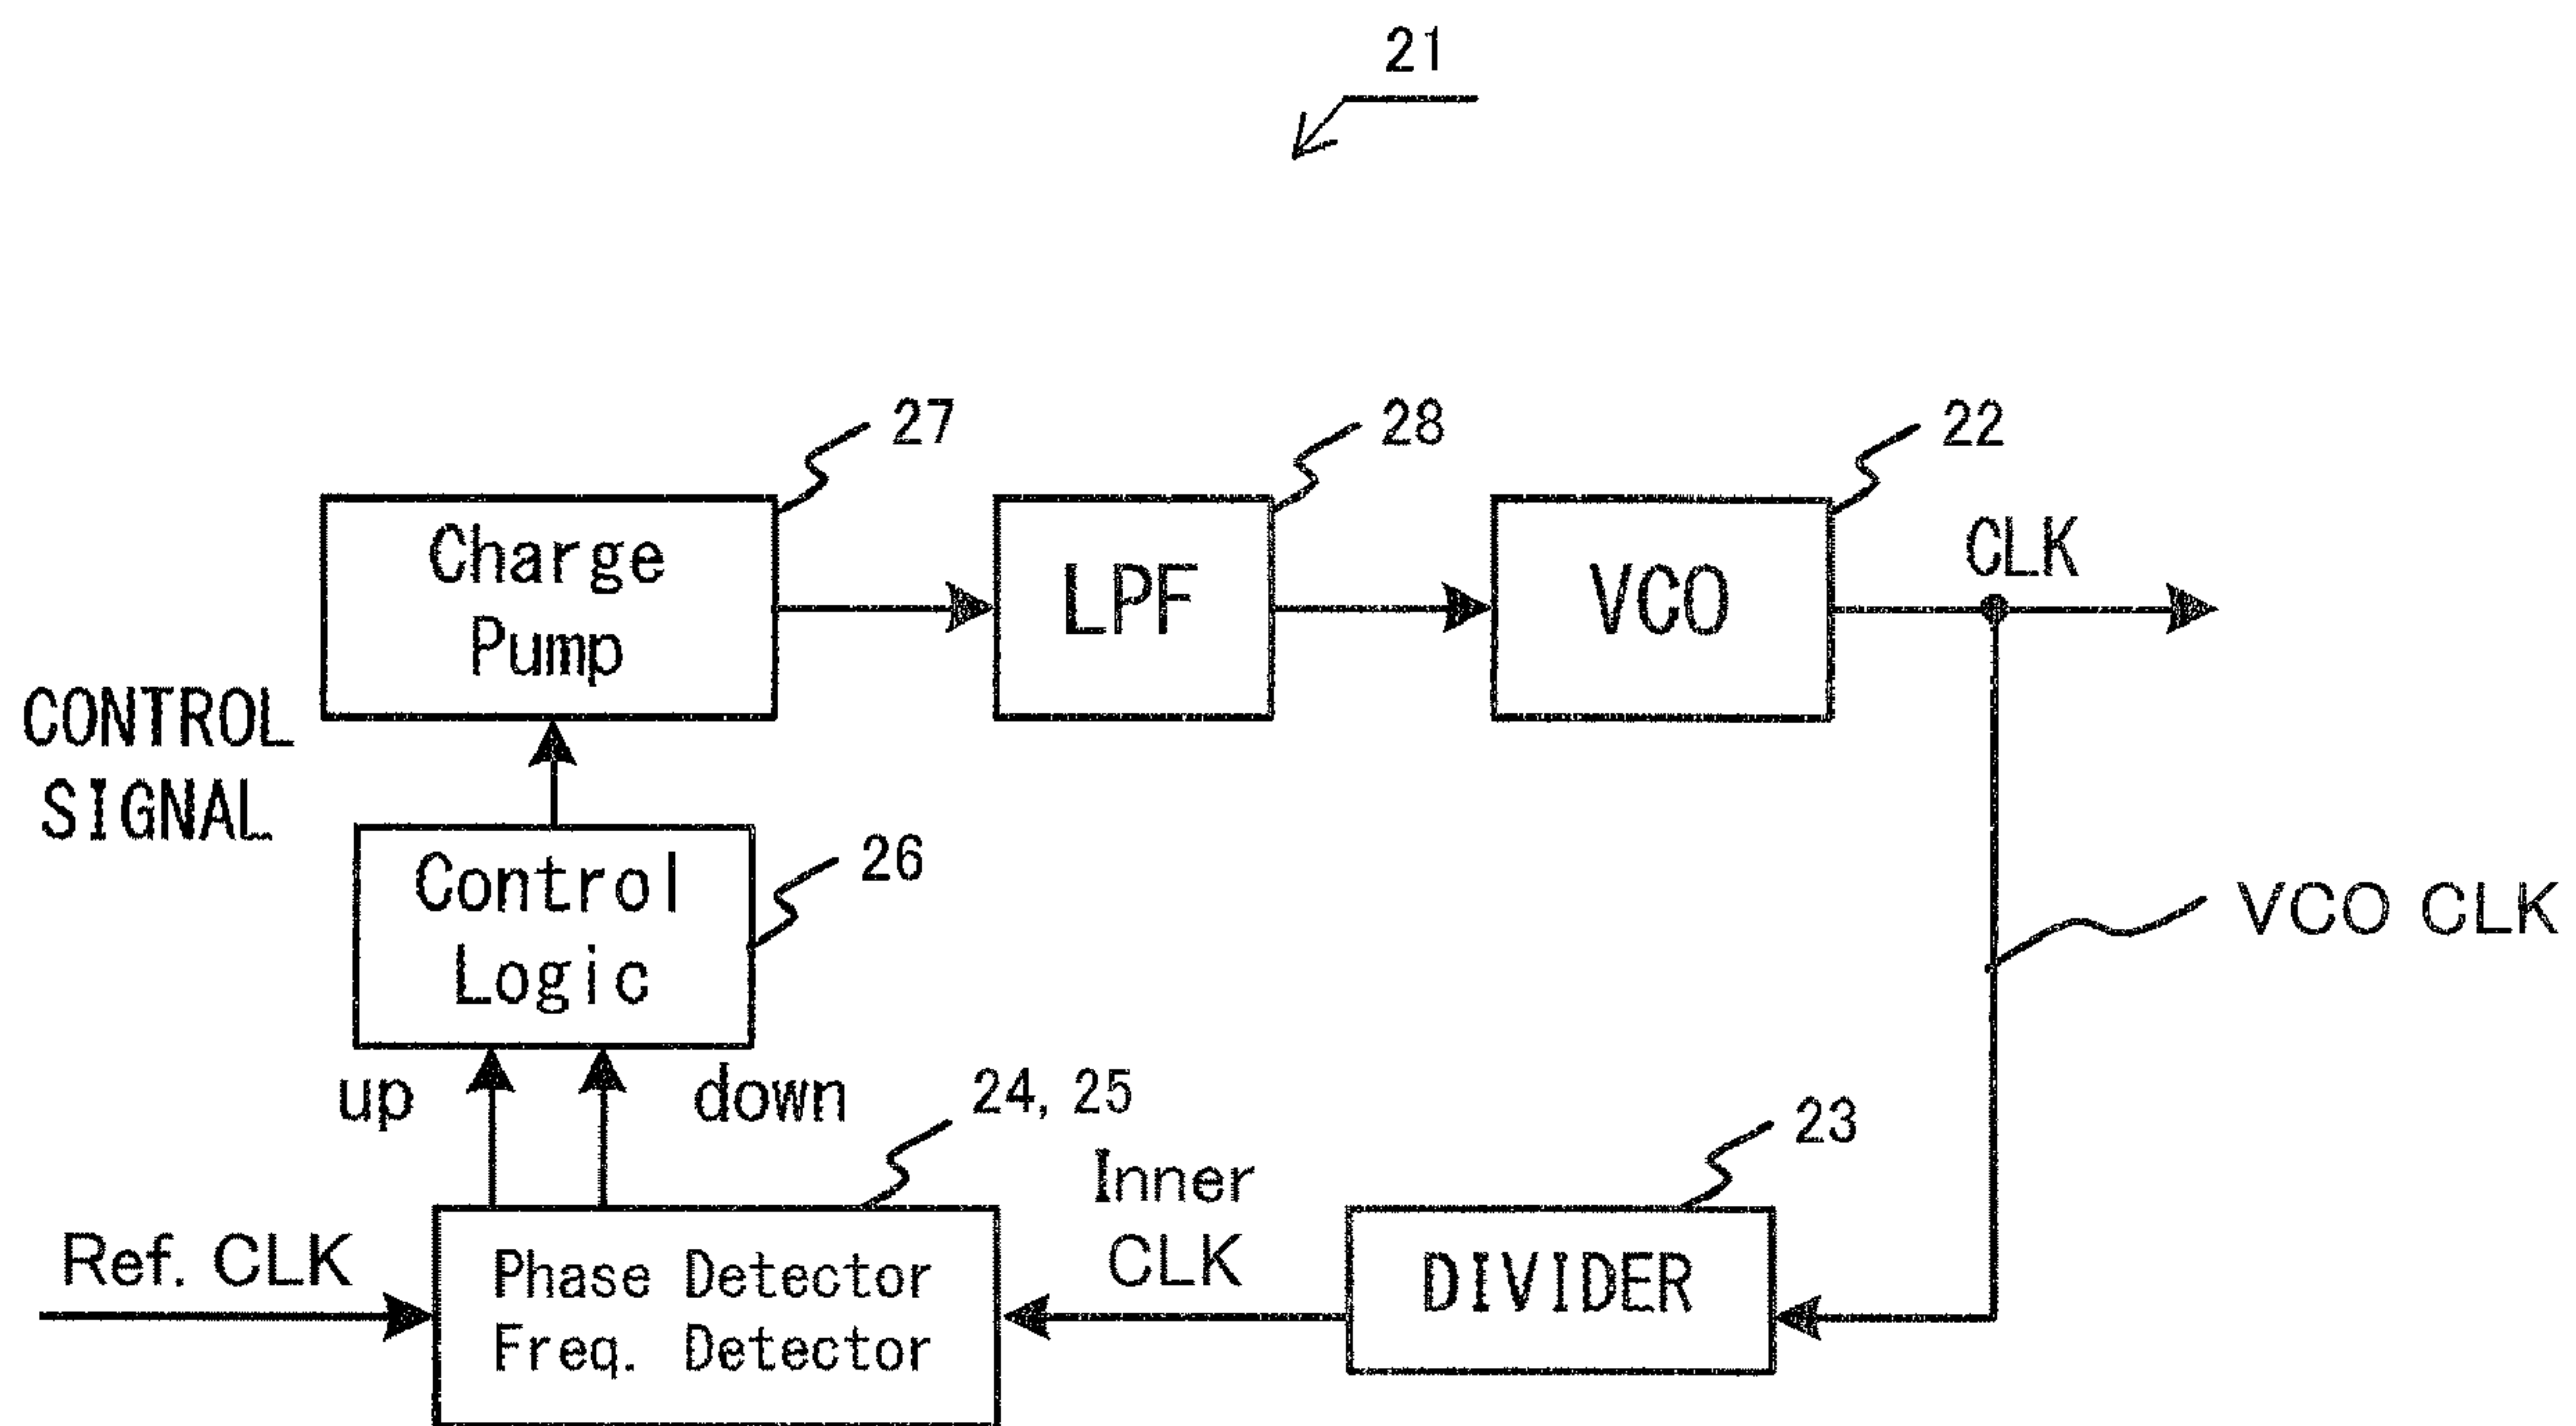 21
27
28
22
Charge
Pump
LPF
VCO
CLK
CONTROL
SIGNAL
Control
Logic
26
VCO CLK
up
down
24, 25
23
Inner
CLK
Ref. CLK
Phase Detector
Freq. Detector
DIVIDER